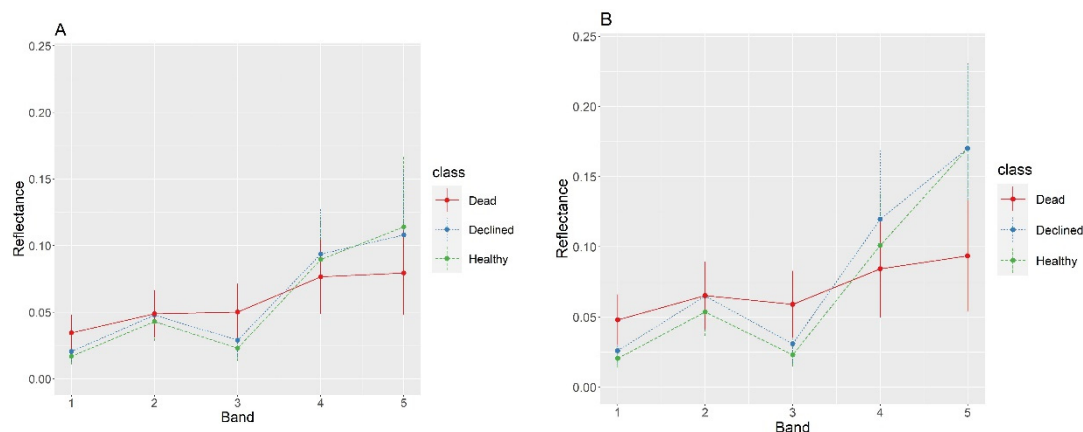 A
0.25
0.20
0.15
0.10
0.05
0.00
Reflectance
1 2 3 4 5
Band
class
Dead
Declined
Healthy
B
0.25
0.20
0.15
0.10
0.05
0.00
Reflectance
1 2 3 4 5
Band
class
Dead
Declined
Healthy